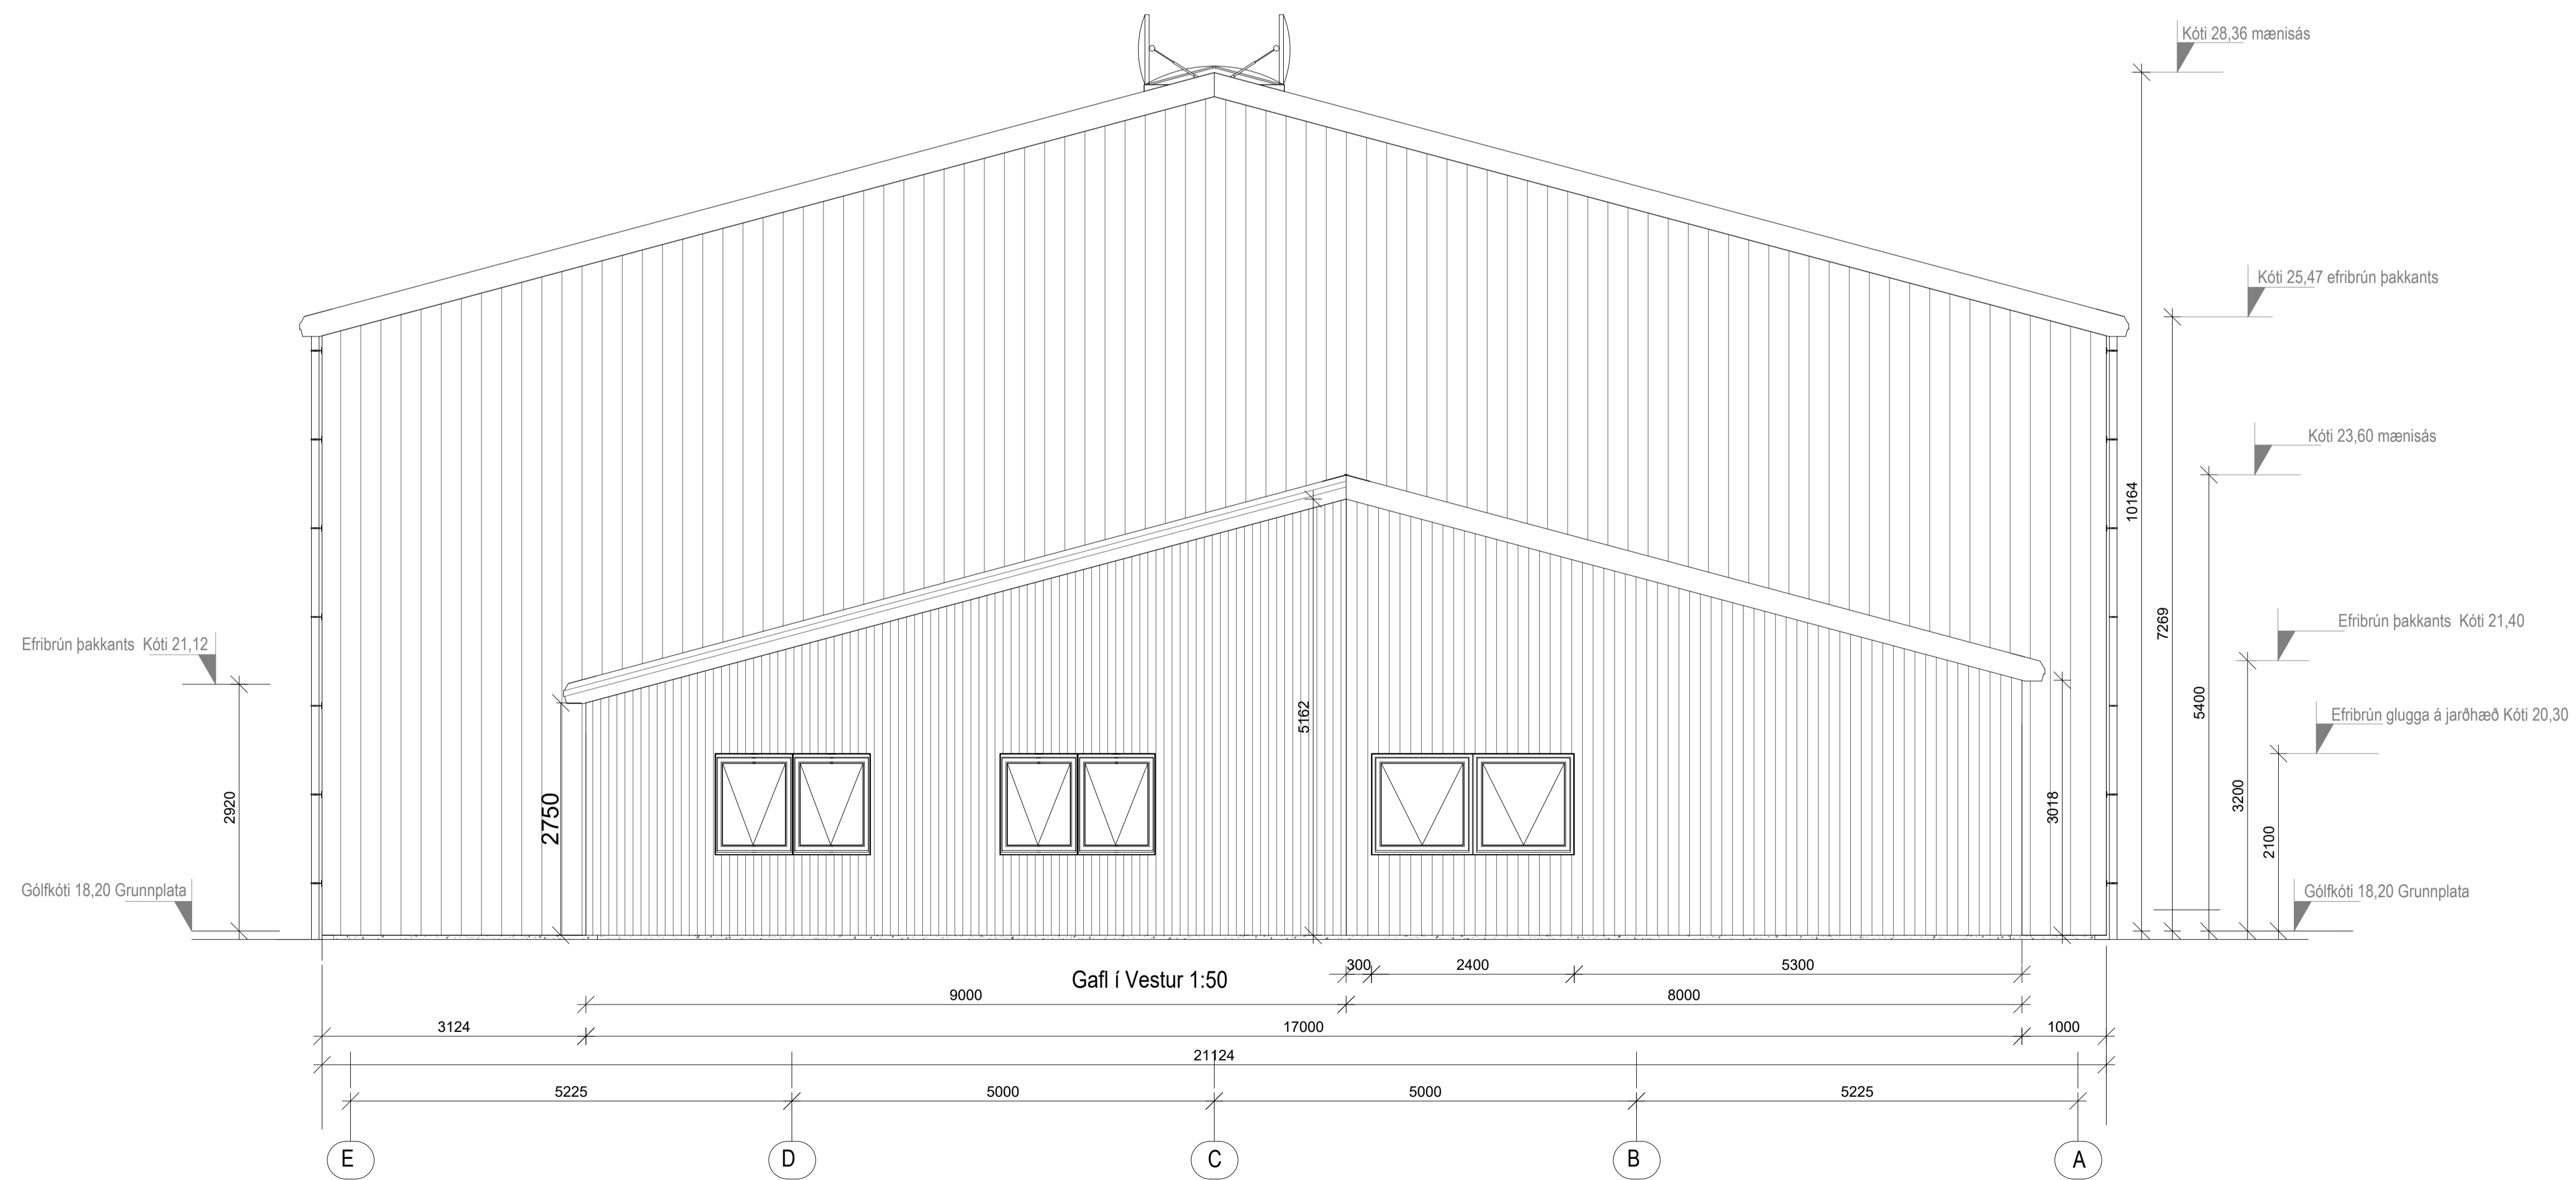 Kóti 28,36 mænisás
Kóti 25,47 efribrún þakkants
Kóti 23,60 mænisás
10164
7269
Efribrún þakkants  Kóti 21,12
Efribrún þakkants  Kóti 21,40
5400
5162
Efribrún glugga á jarðhæð Kóti 20,30
2920
2750
3018
3200
2100
Gólfkóti 18,20 Grunnplata
Gólfkóti 18,20 Grunnplata
Gafl í Vestur 1:50
300 2400 5300
9000 8000
3124 17000 1000
21124
5225 5000 5000 5225
E D C B A